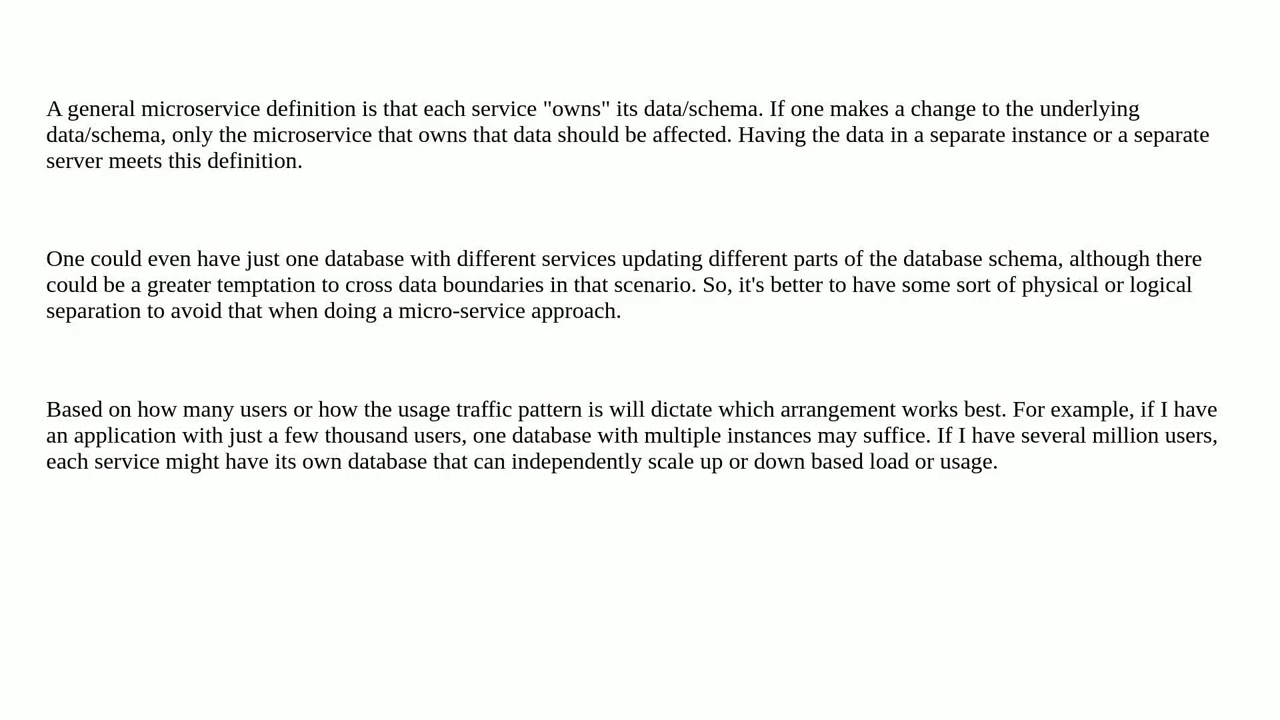 A general microservice definition is that each service "owns" its data/schema. If one makes a change to the underlying
data/schema, only the microservice that owns that data should be affected. Having the data in a separate instance or a separate
server meets this definition.
One could even have just one database with different services updating different parts of the database schema, although there
could be a greater temptation to cross data boundaries in that scenario. So, it's better to have some sort of physical or logical
separation to avoid that when doing a micro-service approach.
Based on how many users or how the usage traffic pattern is will dictate which arrangement works best. For example, if I have
an application with just a few thousand users, one database with multiple instances may suffice. If I have several million users,
each service might have its own database that can independently scale up or down based load or usage.